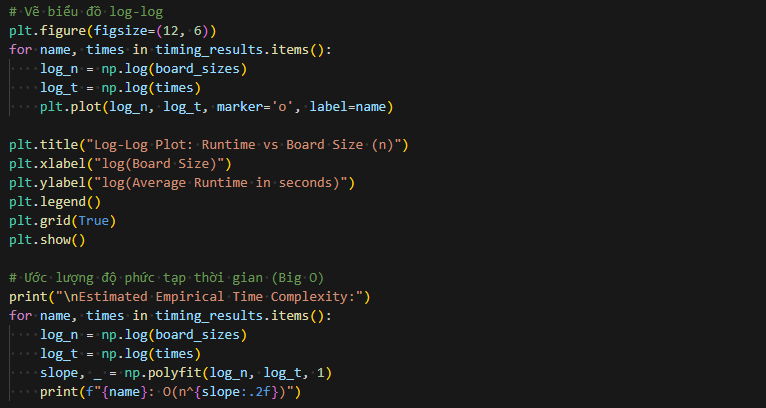 # Vẽ biểu đồ log-log
plt.figure(figsize=(12, 6))
for name, times in timing_results.items():
    log_n = np.log(board_sizes)
    log_t = np.log(times)
    plt.plot(log_n, log_t, marker='o', label=name)

plt.title("Log-Log Plot: Runtime vs Board Size (n)")
plt.xlabel("log(Board Size)")
plt.ylabel("log(Average Runtime in seconds)")
plt.legend()
plt.grid(True)
plt.show()

# Ước lượng độ phức tạp thời gian (Big O)
print("\nEstimated Empirical Time Complexity:")
for name, times in timing_results.items():
    log_n = np.log(board_sizes)
    log_t = np.log(times)
    slope, _ = np.polyfit(log_n, log_t, 1)
    print(f"{name}: O(n^{slope:.2f})")